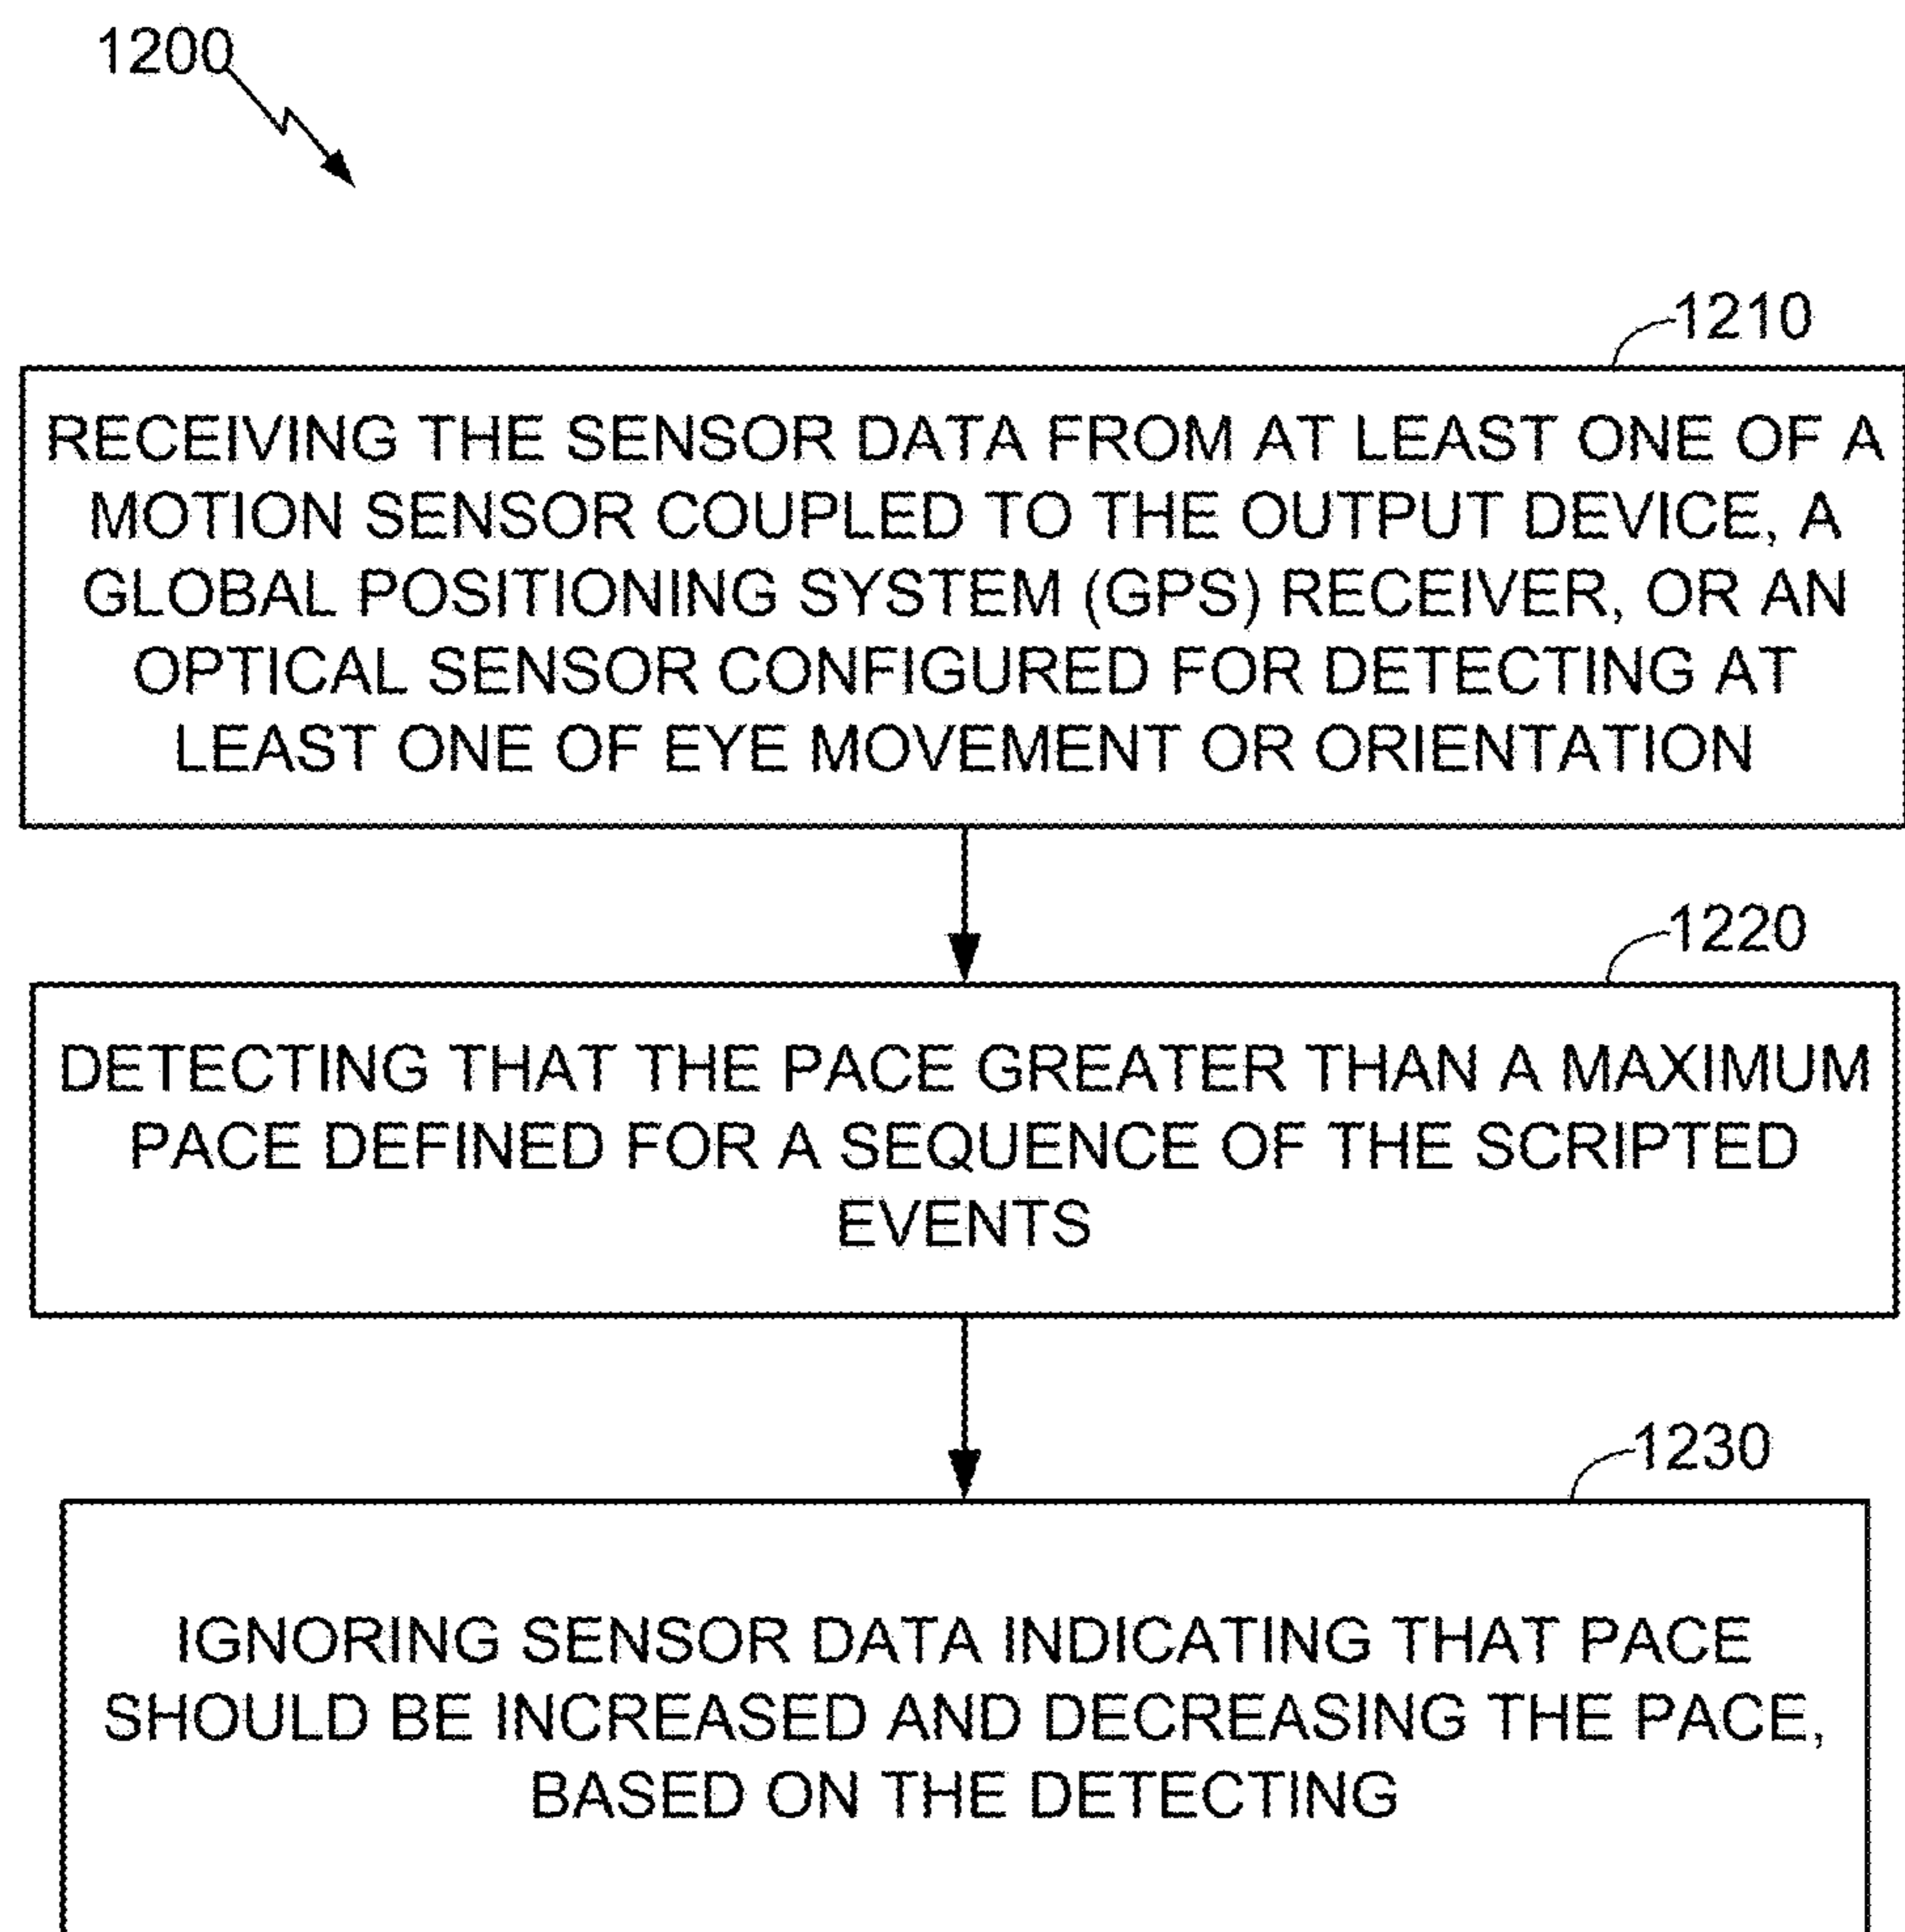 1200
1210
RECEIVING THE SENSOR DATA FROM AT LEAST ONE OF A
MOTION SENSOR COUPLED TO THE OUTPUT DEVICE, A
GLOBAL POSITIONING SYSTEM (GPS) RECEIVER, OR AN
OPTICAL SENSOR CONFIGURED FOR DETECTING AT
LEAST ONE OF EYE MOVEMENT OR ORIENTATION
1220
DETECTING THAT THE PACE GREATER THAN A MAXIMUM
PACE DEFINED FOR A SEQUENCE OF THE SCRIPTED
EVENTS
1230
IGNORING SENSOR DATA INDICATING THAT PACE
SHOULD BE INCREASED AND DECREASING THE PACE,
BASED ON THE DETECTING